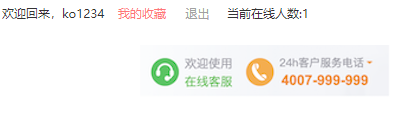 欢迎回来，ko1234 我的收藏 退出 当前在线人数:1
欢迎使用
在线客服
24h客户服务电话
4007-999-999